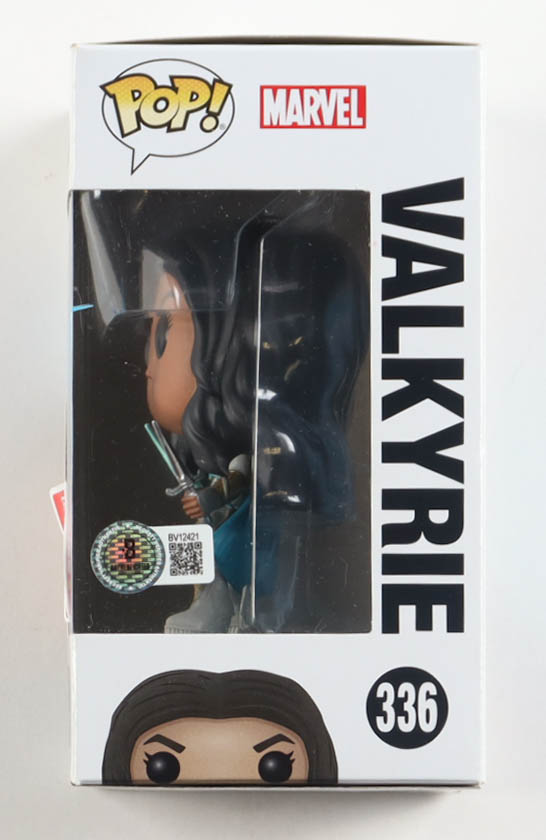 POP!
MARVEL
VALKYRIE
BV12421
336